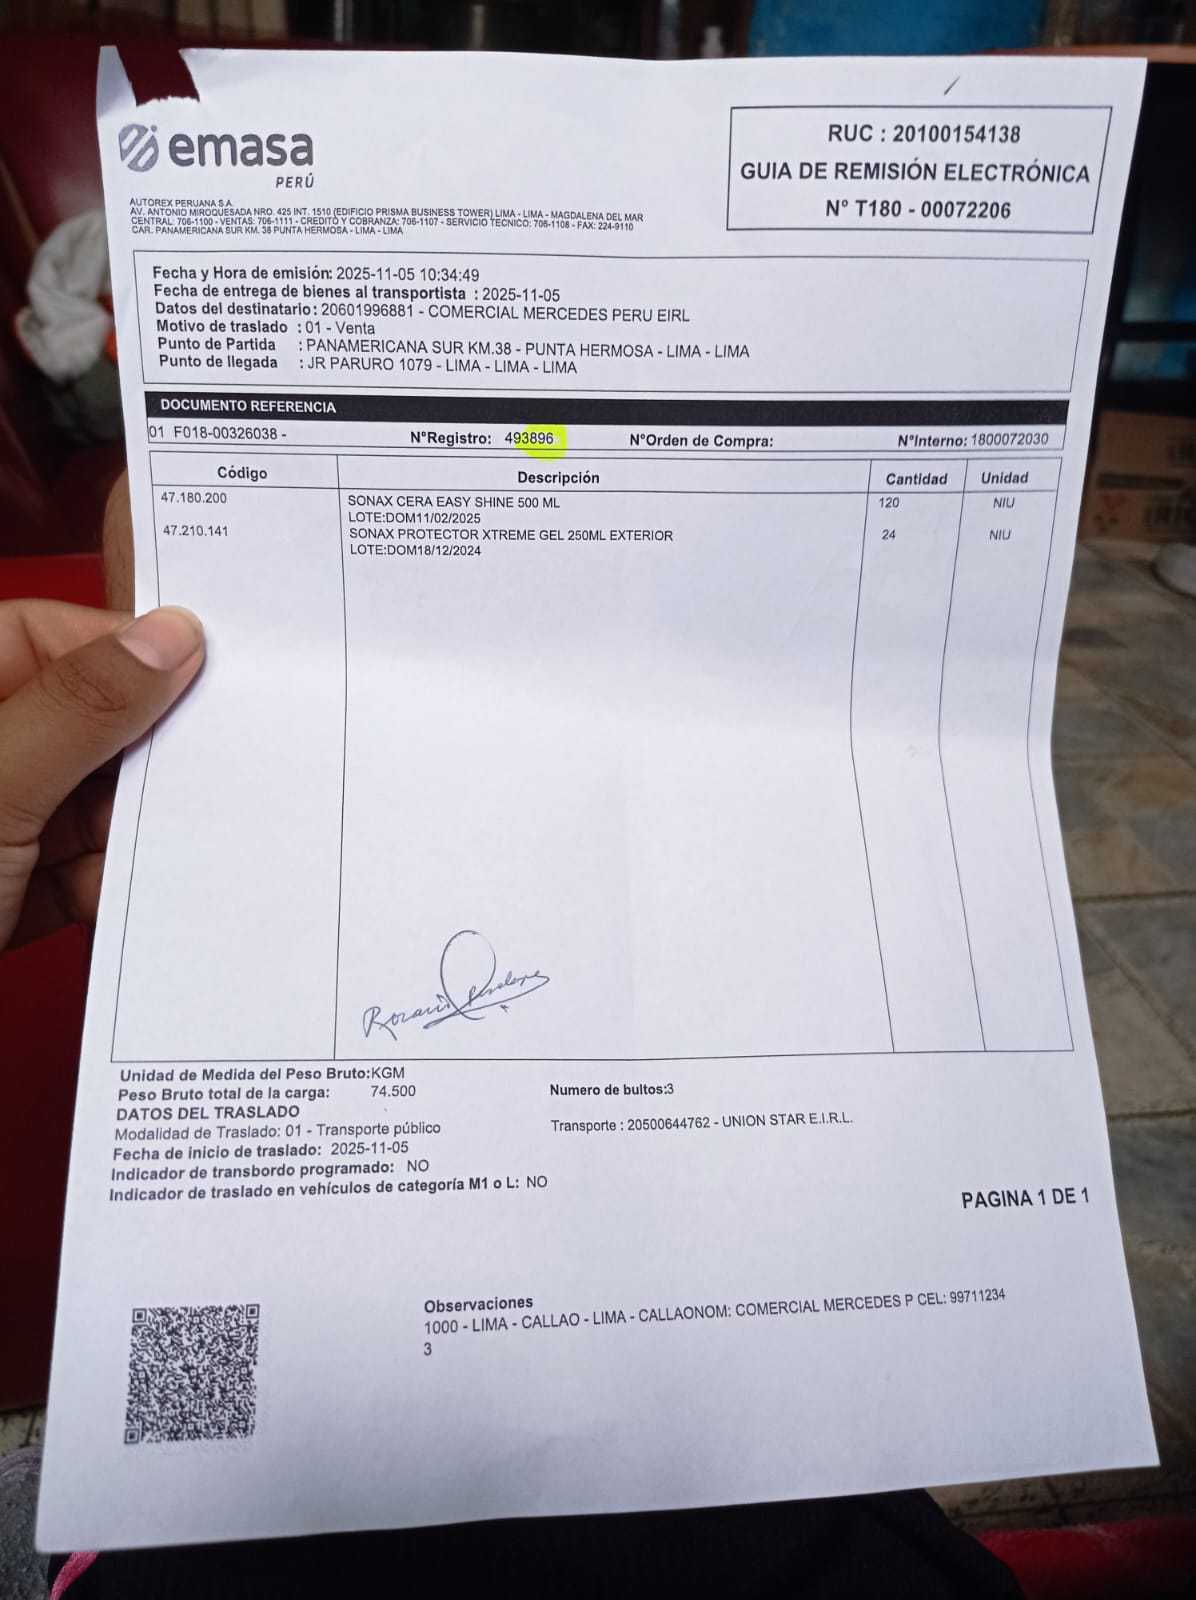 emasa
PERÚ
AUTOREX PERUANA S.A.
AV. ANTONIO MIROQUESADA NRO. 425 INT. 1510 (EDIFICIO PRISMA BUSINESS TOWER) LIMA - LIMA - MAGDALENA DEL MAR
CENTRAL: 706-1100 - VENTAS: 706-1111 - CREDITO Y COBRANZA: 706-1107 - SERVICIO TECNICO: 706-1108 - FAX: 224-9110
CAR. PANAMERICANA SUR KM. 38 PUNTA HERMOSA - LIMA - LIMA
RUC : 20100154138
GUIA DE REMISIÓN ELECTRÓNICA
N° T180 - 00072206
Fecha y Hora de emisión: 2025-11-05 10:34:49
Fecha de entrega de bienes al transportista : 2025-11-05
Datos del destinatario : 20601996881 - COMERCIAL MERCEDES PERU EIRL
Motivo de traslado : 01 - Venta
Punto de Partida : PANAMERICANA SUR KM.38 - PUNTA HERMOSA - LIMA - LIMA
Punto de llegada : JR PARURO 1079 - LIMA - LIMA - LIMA
DOCUMENTO REFERENCIA
01 F018-00326038 - N°Registro: 493896 N°Orden de Compra: N°Interno: 1800072030
Código Descripción Cantidad Unidad
47.180.200 SONAX CERA EASY SHINE 500 ML 120 NIU
LOTE:DOM11/02/2025
47.210.141 SONAX PROTECTOR XTREME GEL 250ML EXTERIOR 24 NIU
LOTE:DOM18/12/2024
Unidad de Medida del Peso Bruto:KGM
Peso Bruto total de la carga: 74.500 Numero de bultos:3
DATOS DEL TRASLADO
Modalidad de Traslado: 01 - Transporte público Transporte : 20500644762 - UNION STAR E.I.R.L.
Fecha de inicio de traslado: 2025-11-05
Indicador de transbordo programado: NO
Indicador de traslado en vehículos de categoría M1 o L: NO
PAGINA 1 DE 1
Observaciones
1000 - LIMA - CALLAO - LIMA - CALLAONOM: COMERCIAL MERCEDES P CEL: 99711234
3